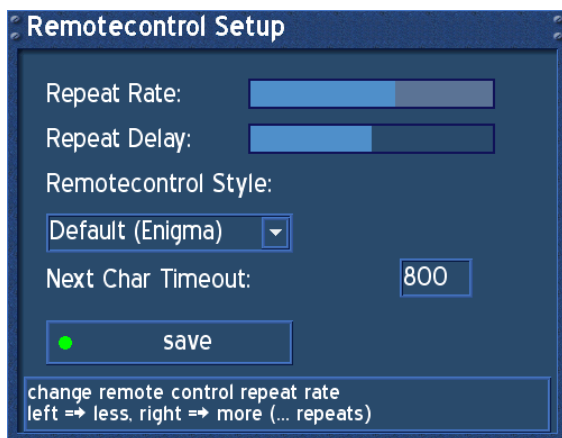 Remotecontrol Setup
Repeat Rate:
Repeat Delay:
Remotecontrol Style:
Default (Enigma)
Next Char Timeout:
800
save
change remote control repeat rate
left => less, right => more (... repeats)